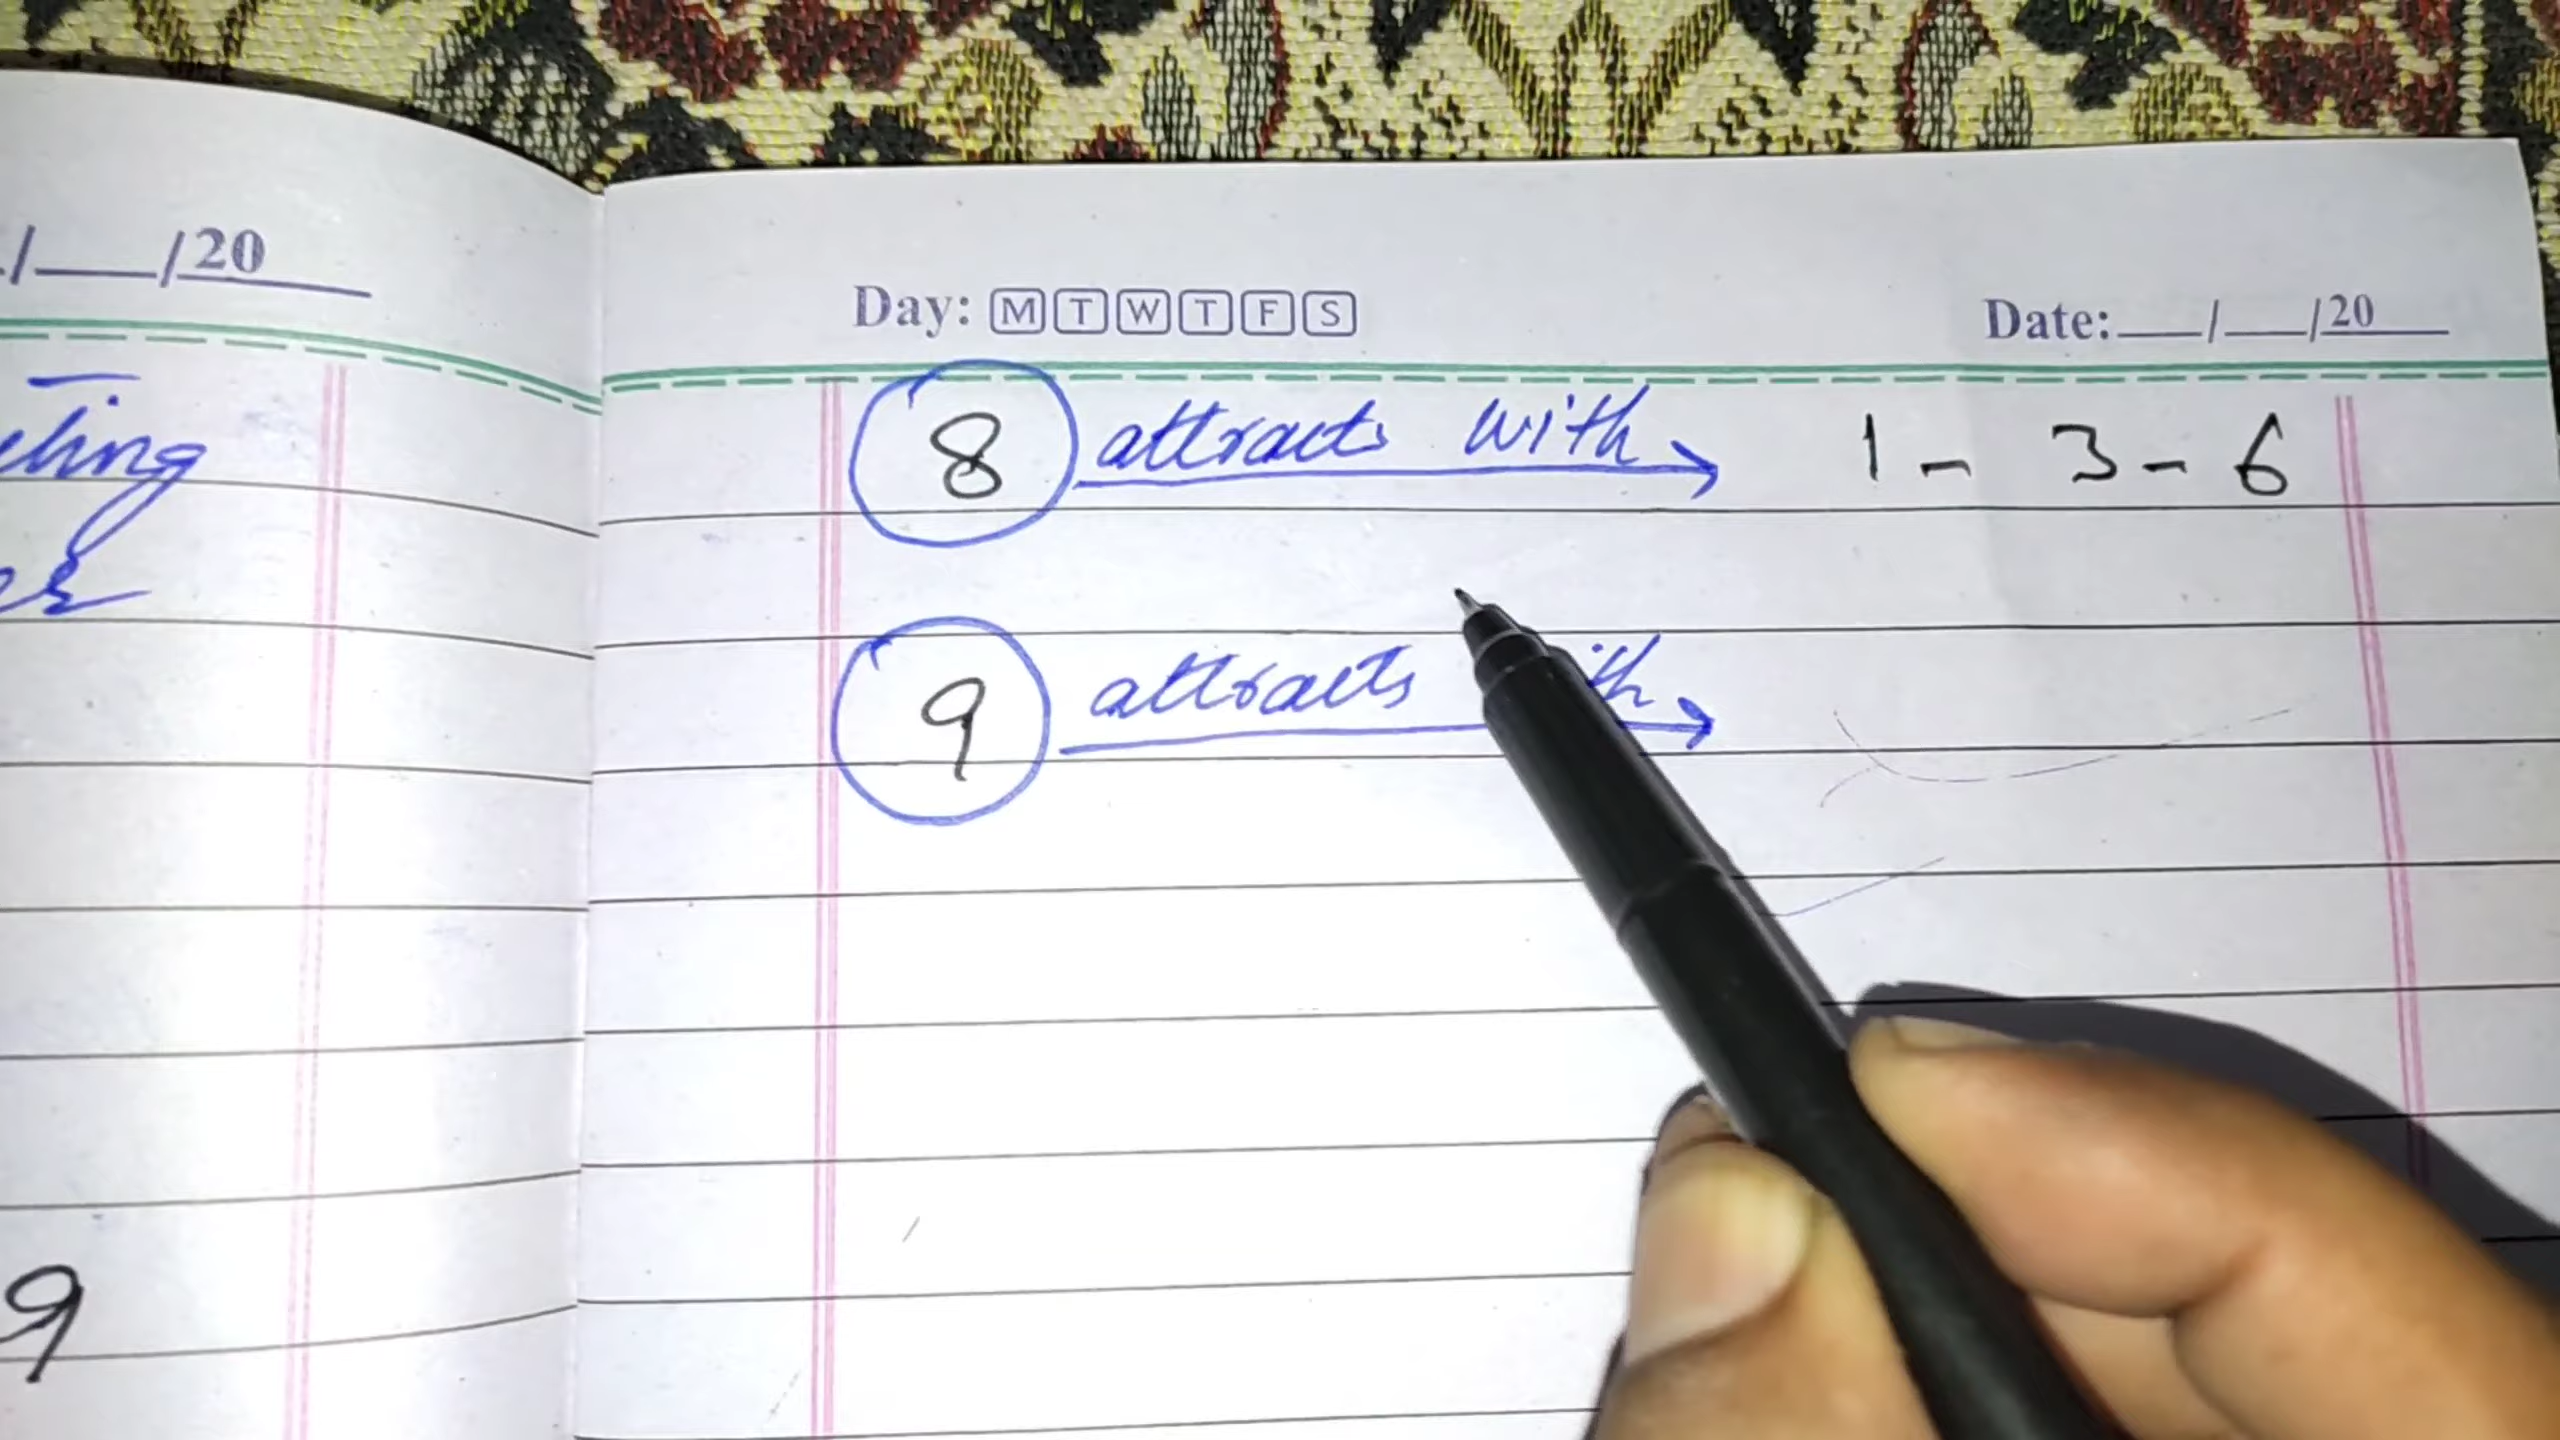 / /20
Day: M T W T F S Date: / /20
8 attracts with → 1 - 3 - 6
9 attracts →
9